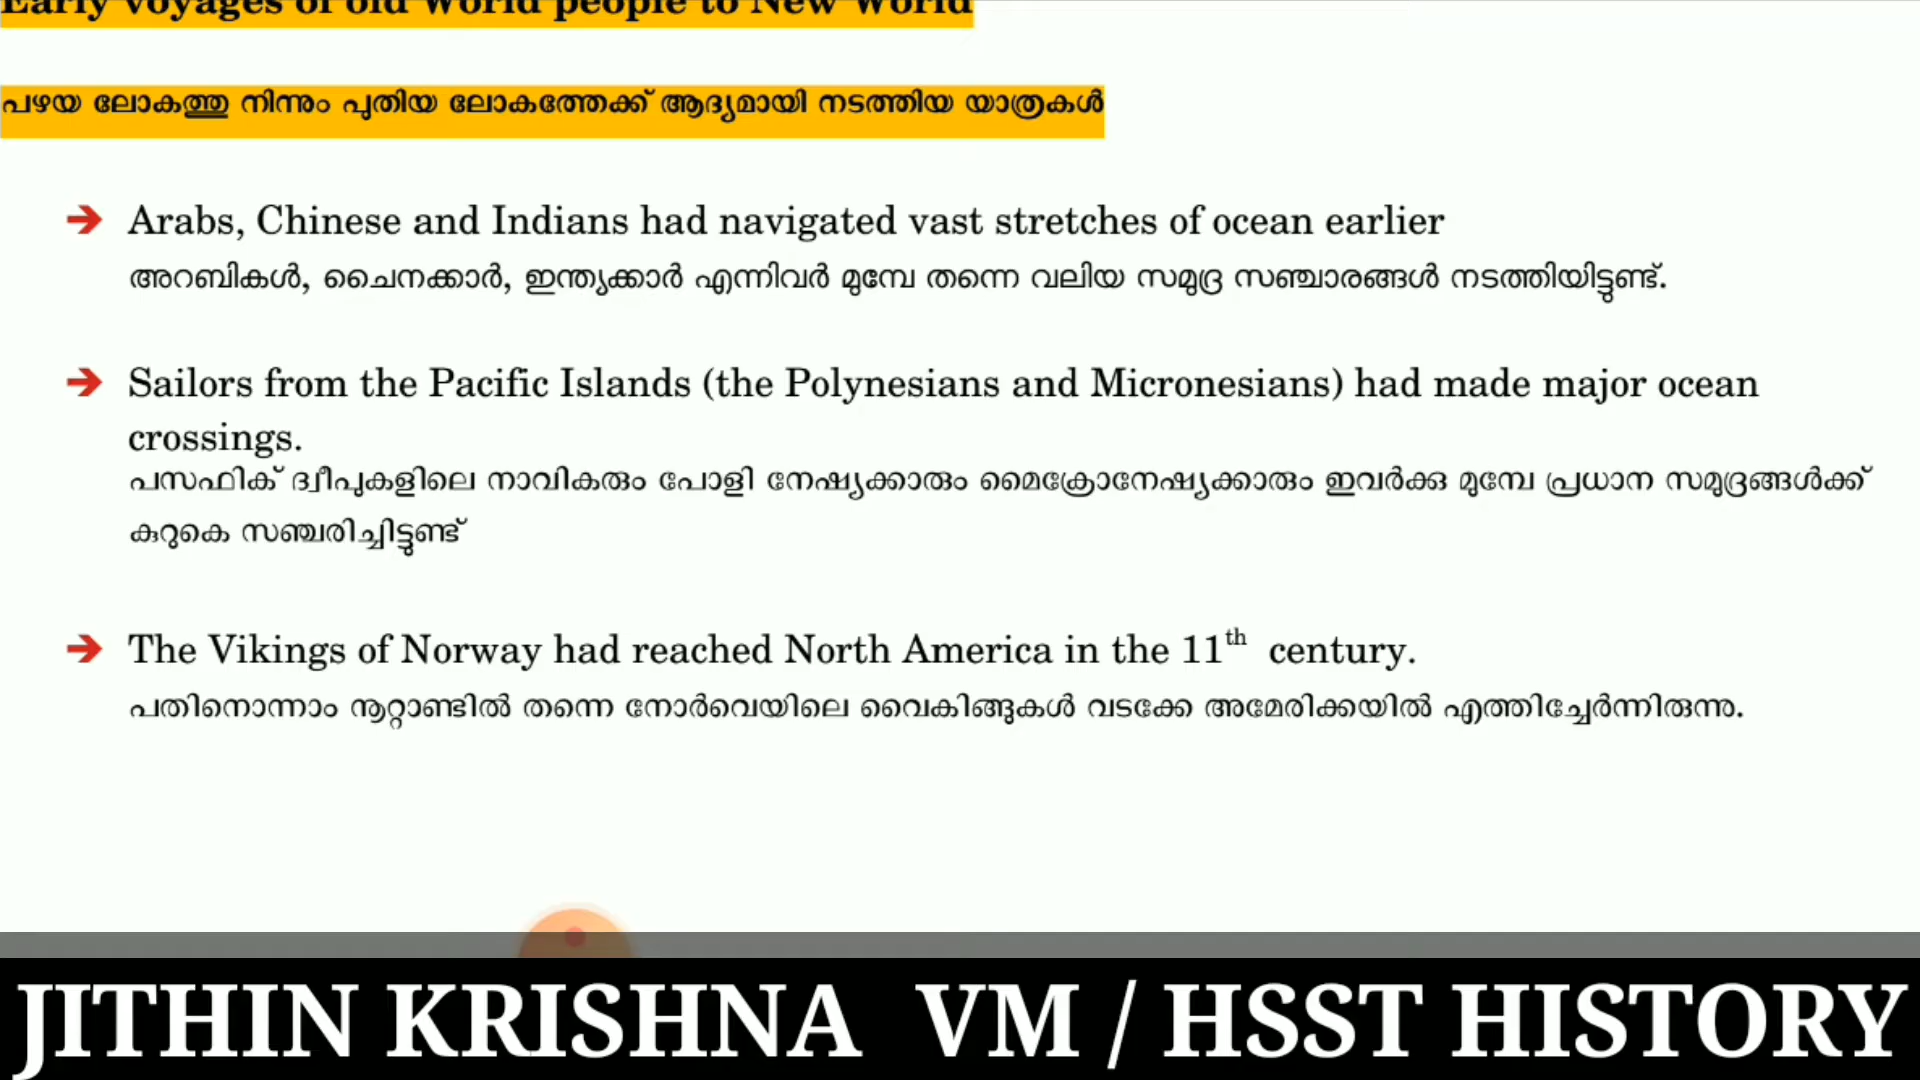 Early voyages of old World people to New World
പഴയ ലോകത്തു നിന്നും പുതിയ ലോകത്തേക്ക് ആദ്യമായി നടത്തിയ യാത്രകൾ
➔ Arabs, Chinese and Indians had navigated vast stretches of ocean earlier
അറബികൾ, ചൈനക്കാർ, ഇന്ത്യക്കാർ എന്നിവർ മുമ്പേ തന്നെ വലിയ സമുദ്ര സഞ്ചാരങ്ങൾ നടത്തിയിട്ടുണ്ട്.
➔ Sailors from the Pacific Islands (the Polynesians and Micronesians) had made major ocean
crossings.
പസഫിക് ദ്വീപുകളിലെ നാവികരും പോളി നേഷ്യക്കാരും മൈക്രോനേഷ്യക്കാരും ഇവർക്കു മുമ്പേ പ്രധാന സമുദ്രങ്ങൾക്ക്
കുറുകെ സഞ്ചരിച്ചിട്ടുണ്ട്
➔ The Vikings of Norway had reached North America in the 11th century.
പതിനൊന്നാം നൂറ്റാണ്ടിൽ തന്നെ നോർവെയിലെ വൈകിങ്ങുകൾ വടക്കേ അമേരിക്കയിൽ എത്തിച്ചേർന്നിരുന്നു.
JITHIN KRISHNA VM / HSST HISTORY